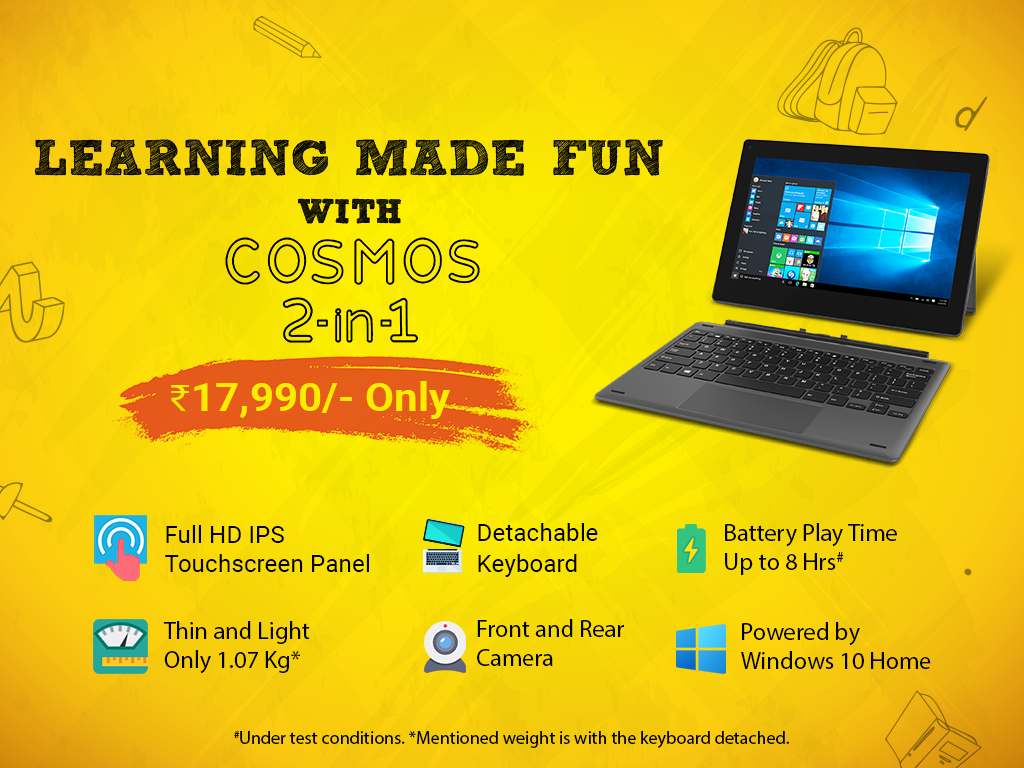 LEARNING MADE FUN
WITH
COSMOS
2-in-1
₹17,990/- Only
Full HD IPS
Touchscreen Panel
Detachable
Keyboard
Battery Play Time
Up to 8 Hrs#
Thin and Light
Only 1.07 Kg*
Front and Rear
Camera
Powered by
Windows 10 Home
#Under test conditions. *Mentioned weight is with the keyboard detached.